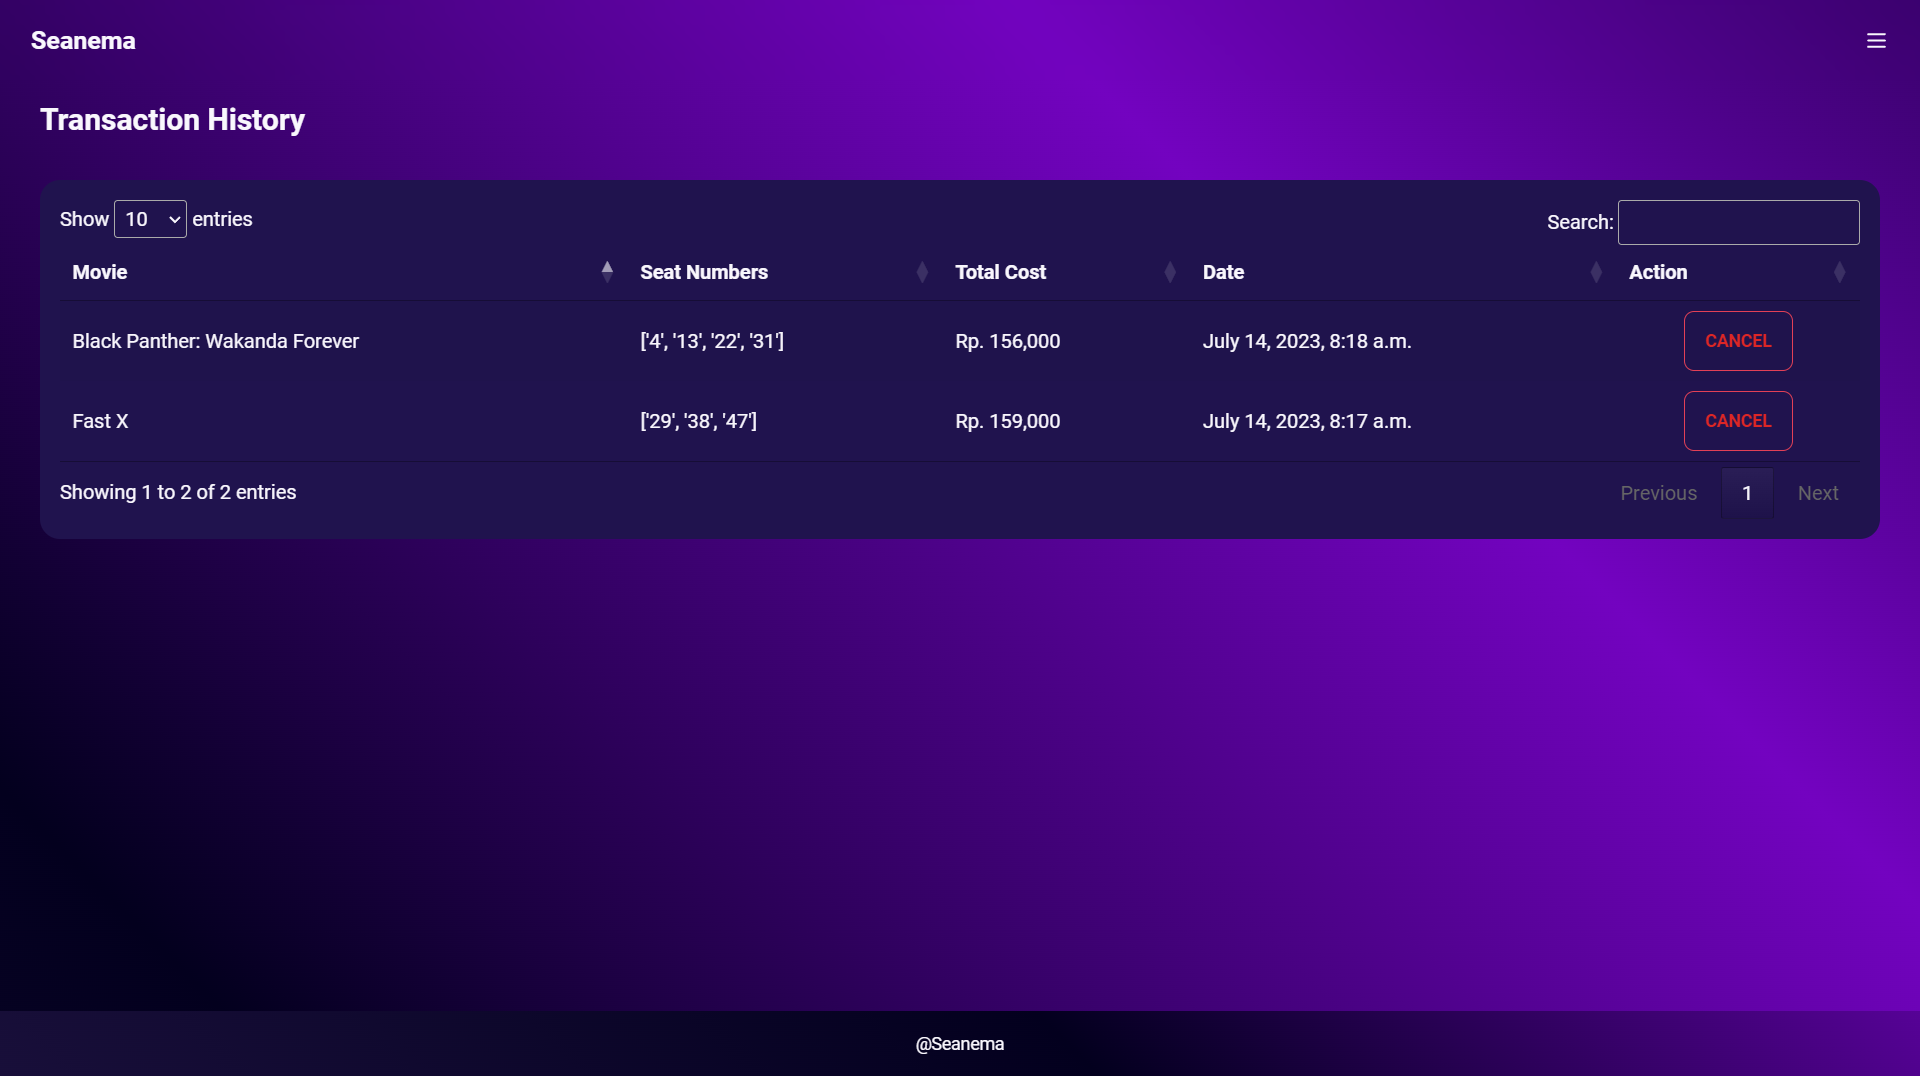 Seanema
Transaction History
Show 10 entries
Search:
Movie Seat Numbers Total Cost Date Action
Black Panther: Wakanda Forever ['4', '13', '22', '31'] Rp. 156,000 July 14, 2023, 8:18 a.m. CANCEL
Fast X ['29', '38', '47'] Rp. 159,000 July 14, 2023, 8:17 a.m. CANCEL
Showing 1 to 2 of 2 entries
Previous 1 Next
@Seanema